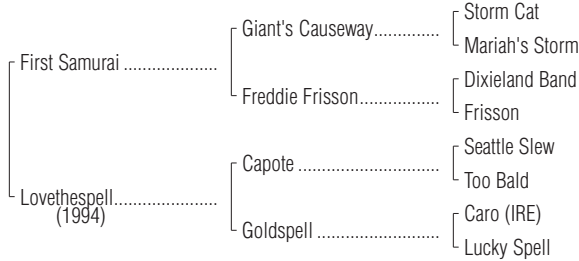 Storm Cat
Giant's Causeway..............
Mariah's Storm
First Samurai ....................
Dixieland Band
Freddie Frisson.................
Frisson
Seattle Slew
Capote ..............................
Too Bald
Lovethespell......................
(1994)
Caro (IRE)
Goldspell ..........................
Lucky Spell